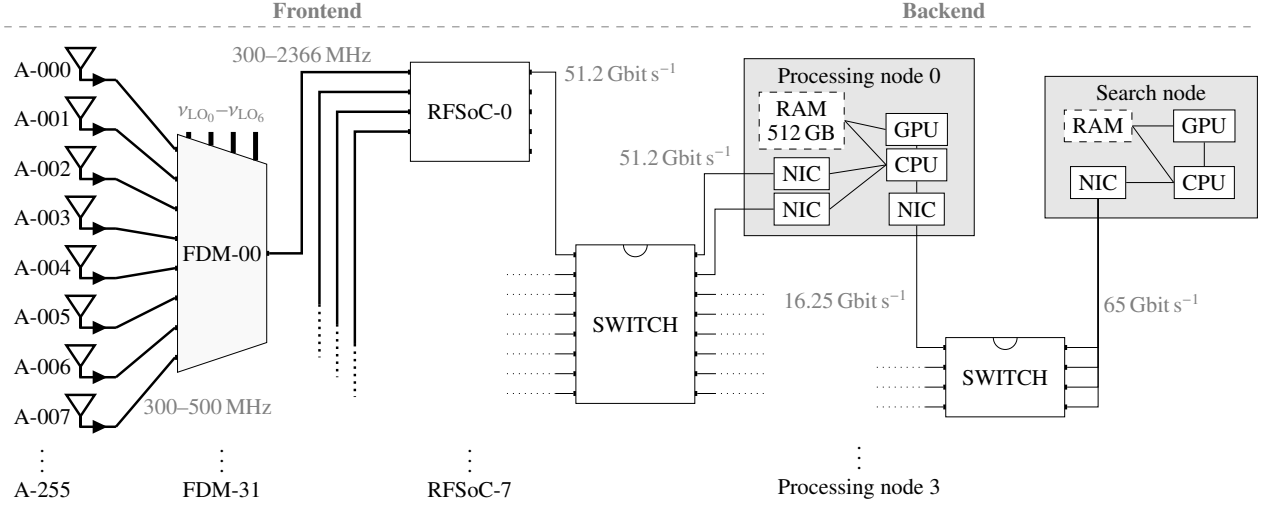 Frontend
Backend
A-000
A-001
A-002
A-003
A-004
A-005
A-006
A-007
A-255
νLO₀–νLO₆
FDM-00
300–500 MHz
FDM-31
300–2366 MHz
RFSoC-0
RFSoC-7
51.2 Gbit s⁻¹
51.2 Gbit s⁻¹
SWITCH
Processing node 0
RAM
512 GB
GPU
CPU
NIC
NIC
NIC
16.25 Gbit s⁻¹
Processing node 3
SWITCH
65 Gbit s⁻¹
Search node
RAM
GPU
NIC
CPU